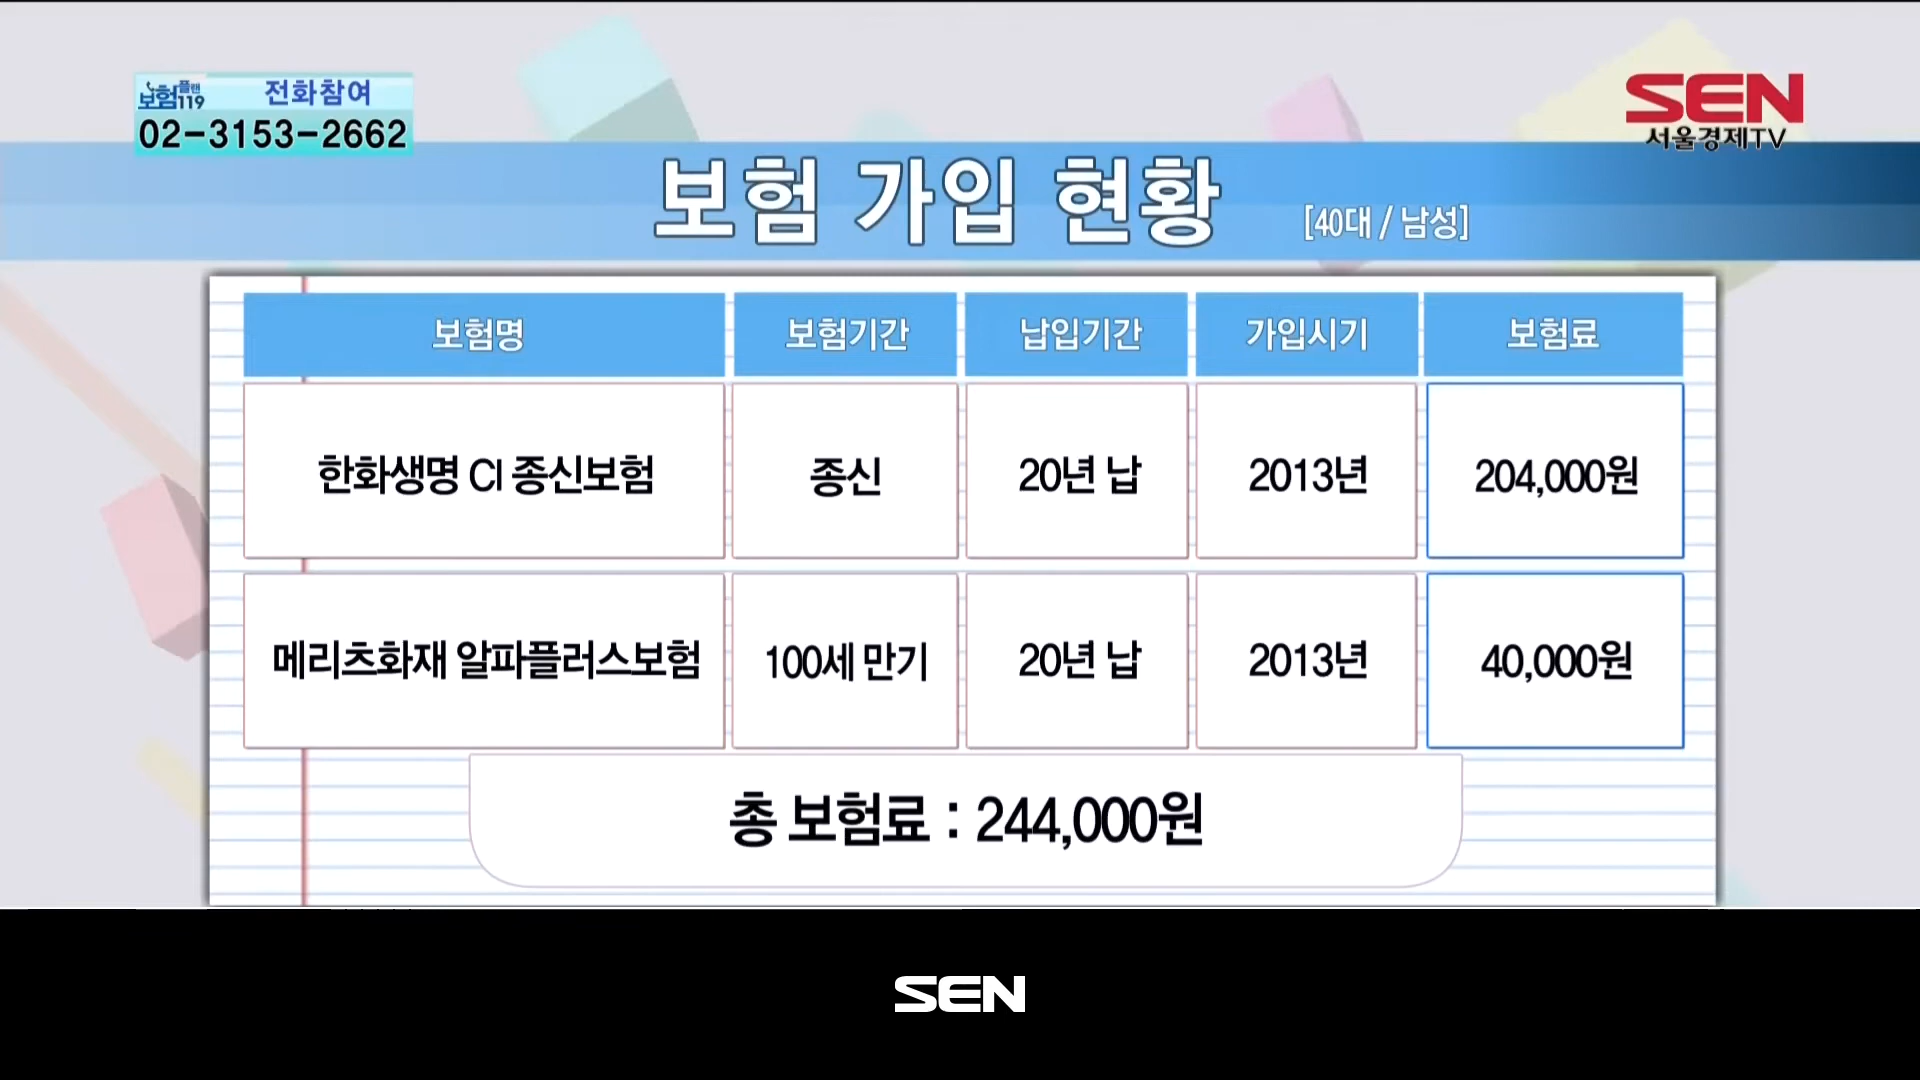 보험플랜119 전화참여
02-3153-2662
SEN
서울경제TV
보험 가입 현황 [40대 / 남성]
보험명 보험기간 납입기간 가입시기 보험료
한화생명 CI 종신보험 종신 20년 납 2013년 204,000원
메리츠화재 알파플러스보험 100세 만기 20년 납 2013년 40,000원
총 보험료 : 244,000원
SEN